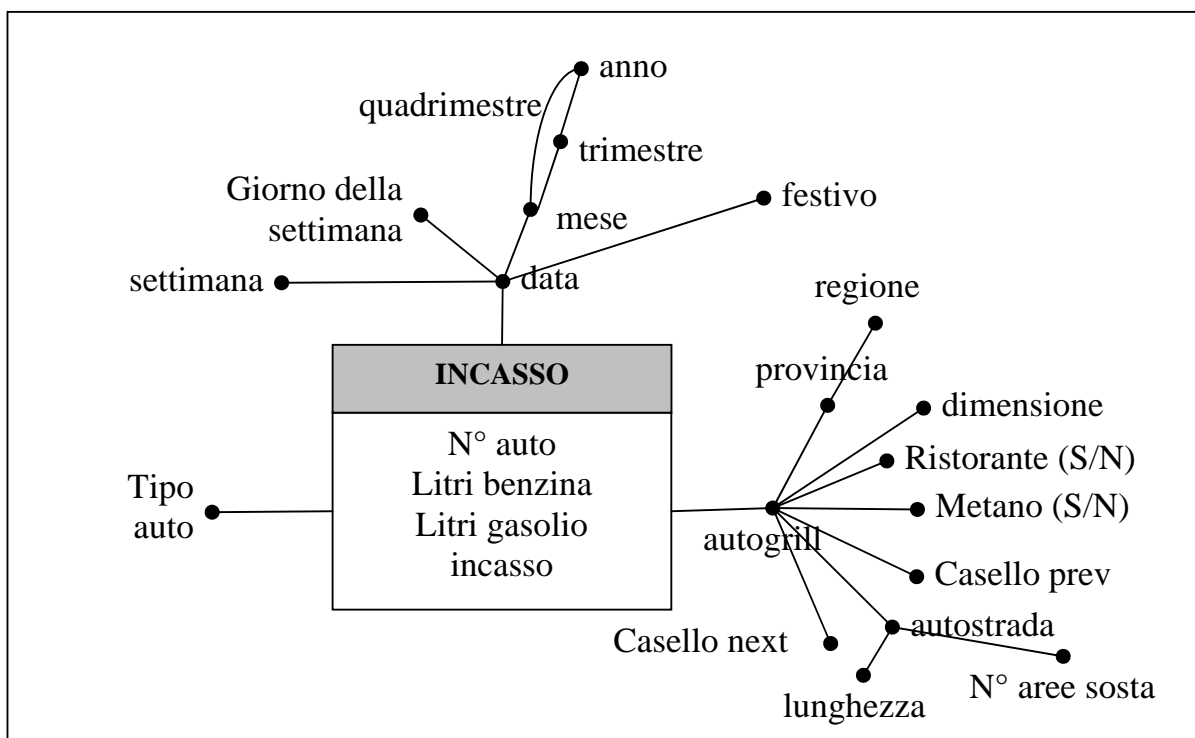 anno
quadrimestre
trimestre
Giorno della
settimana
festivo
mese
settimana
data
regione
INCASSO
provincia
dimensione
N° auto
Litri benzina
Litri gasolio
incasso
Ristorante (S/N)
Tipo
auto
Metano (S/N)
autogrill
Casello prev
autostrada
Casello next
N° aree sosta
lunghezza